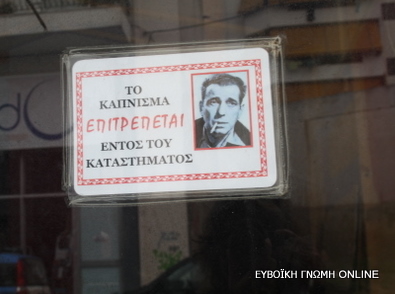 ΤΟ
ΚΑΠΝΙΣΜΑ
ΕΠΙΤΡΕΠΕΤΑΙ
ΕΝΤΟΣ ΤΟΥ
ΚΑΤΑΣΤΗΜΑΤΟΣ
ΕΥΒΟΪΚΗ ΓΝΩΜΗ ONLINE